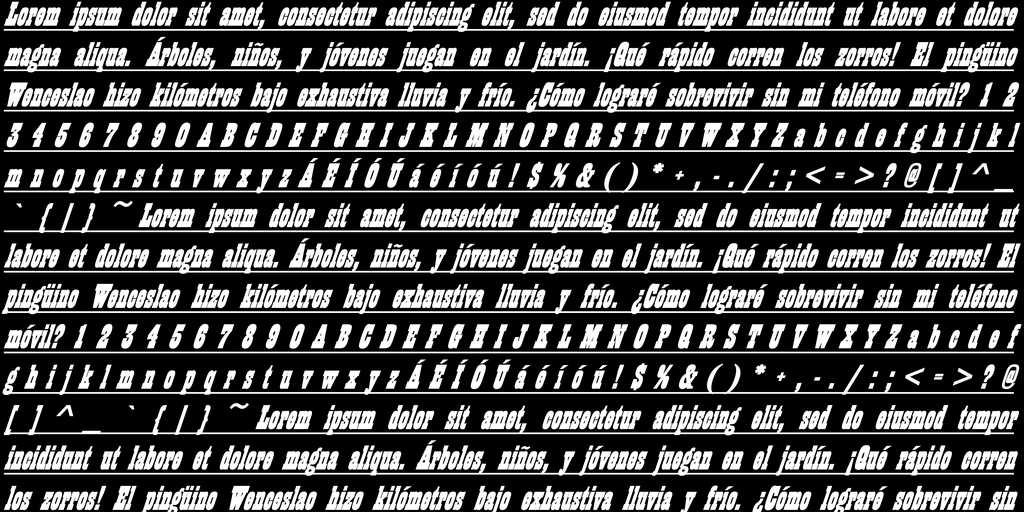 Lorem ipsum dolor sit amet, consectetur adipiscing elit, sed do eiusmod tempor incididunt ut labore et dolore
magna aliqua. Árboles, niños, y jóvenes juegan en el jardín. ¡Qué rápido corren los zorros! El pingüino
Wenceslao hizo kilómetros bajo exhaustiva lluvia y frío. ¿Cómo lograré sobrevivir sin mi teléfono móvil? 1 2
3 4 5 6 7 8 9 0 A B C D E F G H I J K L M N O P Q R S T U V W X Y Z a b c d e f g h i j k l
m n o p q r s t u v w x y z Á É Í Ó Ú á é í ó ú ! $ % & ( ) * + , - . / : ; < = > ? @ [ ] ^ _
` { | } ~ Lorem ipsum dolor sit amet, consectetur adipiscing elit, sed do eiusmod tempor incididunt ut
labore et dolore magna aliqua. Árboles, niños, y jóvenes juegan en el jardín. ¡Qué rápido corren los zorros! El
pingüino Wenceslao hizo kilómetros bajo exhaustiva lluvia y frío. ¿Cómo lograré sobrevivir sin mi teléfono
móvil? 1 2 3 4 5 6 7 8 9 0 A B C D E F G H I J K L M N O P Q R S T U V W X Y Z a b c d e f
g h i j k l m n o p q r s t u v w x y z Á É Í Ó Ú á é í ó ú ! $ % & ( ) * + , - . / : ; < = > ? @
[ ] ^ _ ` { | } ~ Lorem ipsum dolor sit amet, consectetur adipiscing elit, sed do eiusmod tempor
incididunt ut labore et dolore magna aliqua. Árboles, niños, y jóvenes juegan en el jardín. ¡Qué rápido corren
los zorros! El pingüino Wenceslao hizo kilómetros bajo exhaustiva lluvia y frío. ¿Cómo lograré sobrevivir sin